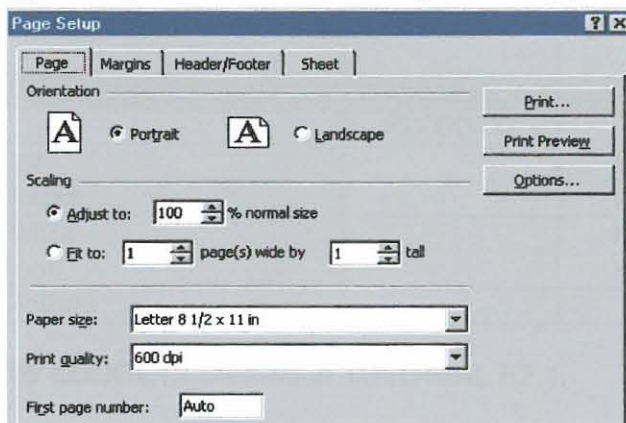 Page Setup
Page Margins Header/Footer Sheet
Orientation
A Portrait A Landscape
Print...
Print Preview
Options...
Scaling
Adjust to: 100 % normal size
Fit to: 1 page(s) wide by 1 tall
Paper size: Letter 8 1/2 x 11 in
Print quality: 600 dpi
First page number: Auto